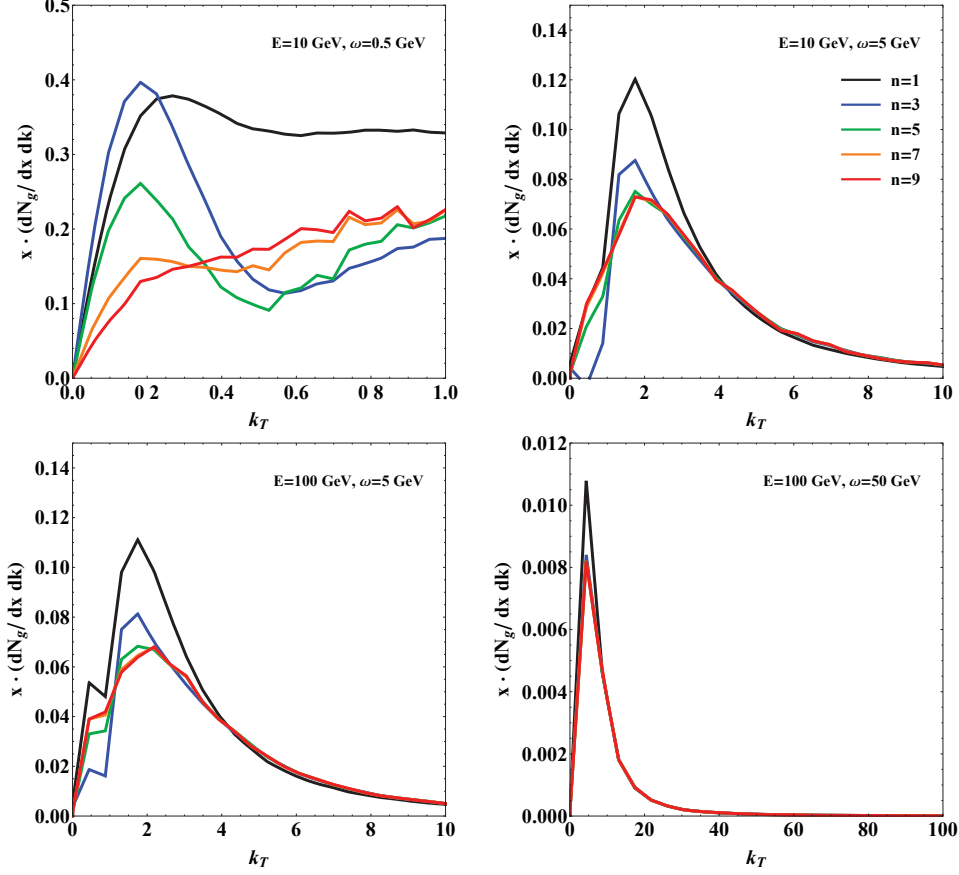 E=10 GeV, ω=0.5 GeV
x · (dN_g/ dx dk)
0.5
0.4
0.3
0.2
0.1
0.0
0 0.2 0.4 0 6 0 8 1.0
k_T
E=10 GeV, ω=5 GeV
n=1
n=3
n=5
n=7
n=9
x · (dN_g/ dx dk)
0.14
0.12
0.10
0.08
0.06
0.04
0.02
0.00
0 2 4 6 8 10
k_T
E=100 GeV, ω=5 GeV
x · (dN_g/ dx dk)
0.14
0.12
0.10
0.08
0.06
0.04
0.02
0.00
0 2 4 6 8 10
k_T
E=100 GeV, ω=50 GeV
x · (dN_g/ dx dk)
0.012
0.010
0.008
0.006
0.004
0.002
0.000
0 20 40 60 80 100
k_T